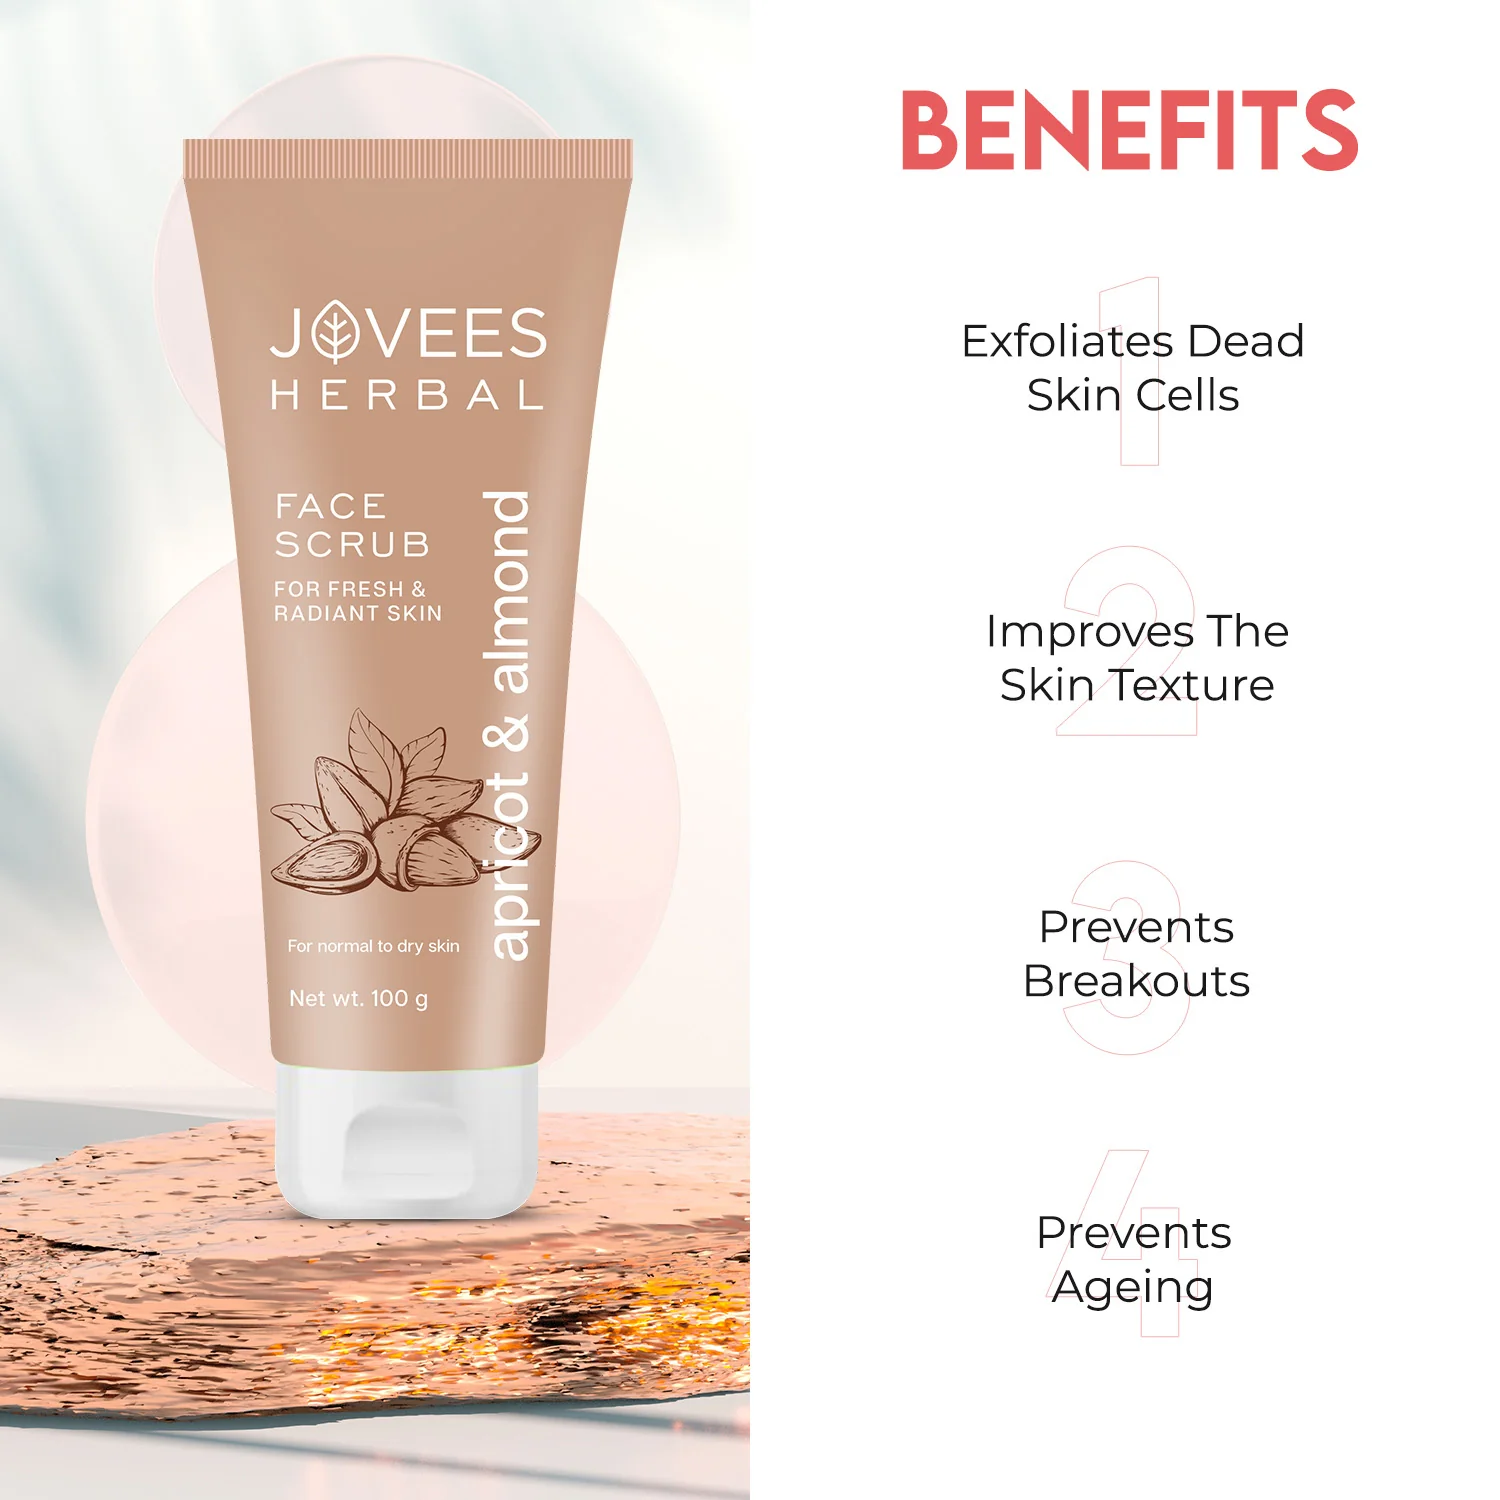 JOVEES
HERBAL
FACE
SCRUB
FOR FRESH &
RADIANT SKIN
apricot & almond
For normal to dry skin
Net wt. 100 g
BENEFITS
1
Exfoliates Dead
Skin Cells
2
Improves The
Skin Texture
3
Prevents
Breakouts
4
Prevents
Ageing